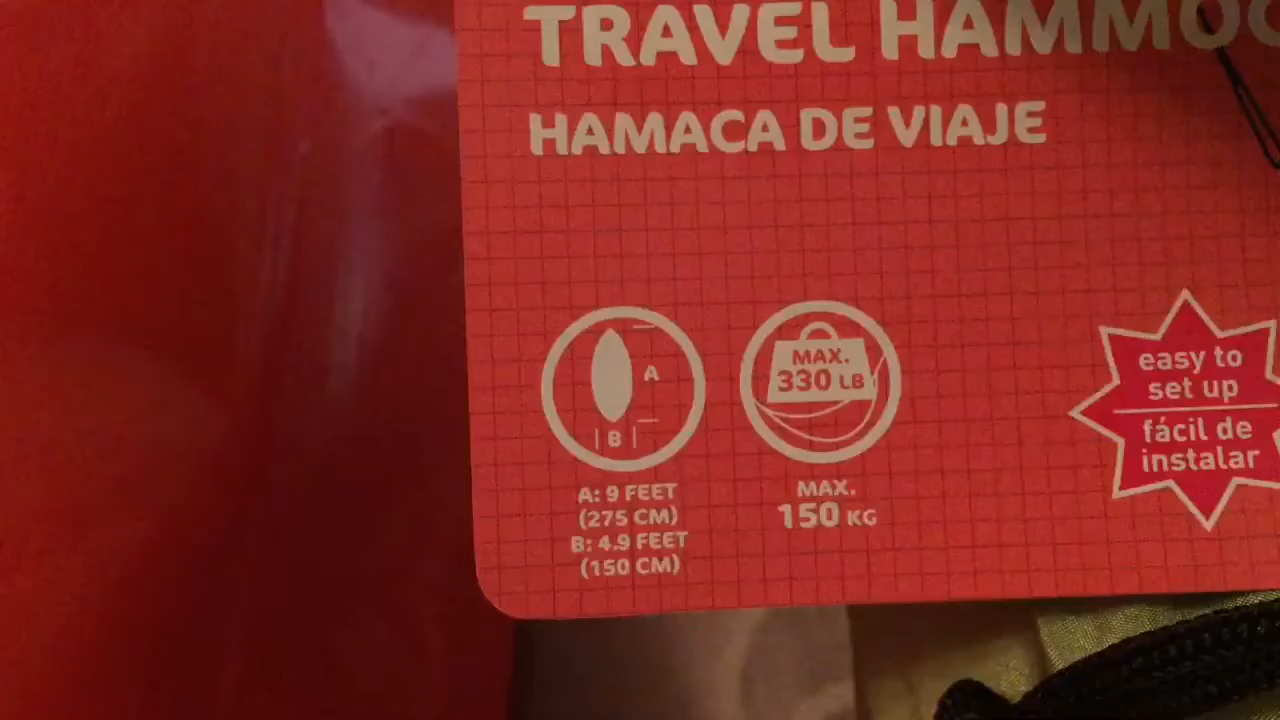 TRAVEL
HAMACA DE VIAJE
A
B
A: 9 FEET
(275 CM)
B: 4.9 FEET
(150 CM)
MAX.
330 LB
MAX.
150 KG
easy to
set up
fácil de
instalar